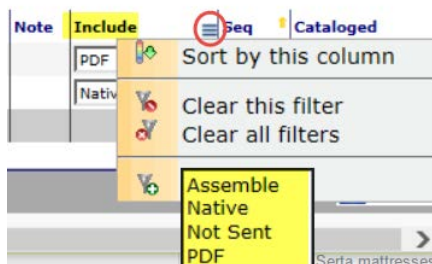 Note Include Seq Cataloged
PDF Sort by this column
Nativ Clear this filter
Clear all filters
Assemble
Native
Not Sent
PDF
Serta mattresses